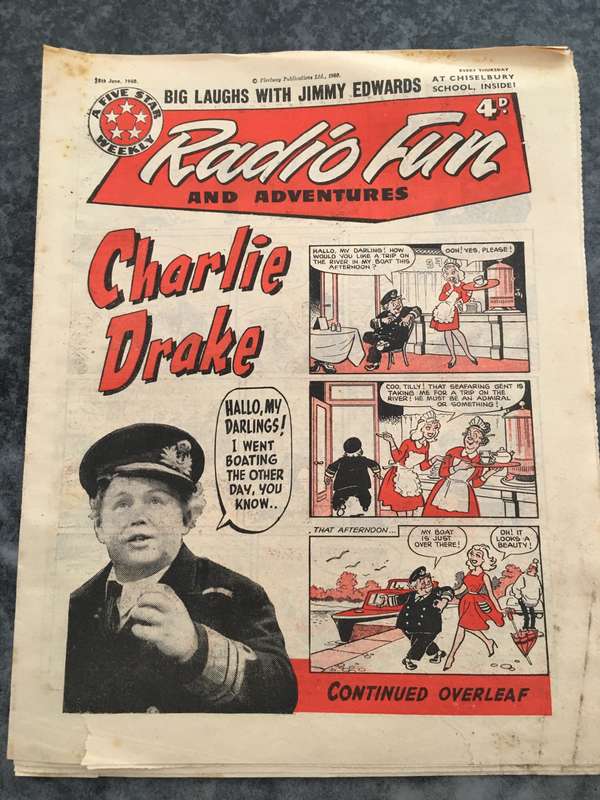 18th June, 1960.
© Fleetway Publications Ltd., 1960.
EVERY THURSDAY
BIG LAUGHS WITH JIMMY EDWARDS
AT CHISELBURY
SCHOOL, INSIDE!
A FIVE STAR
WEEKLY
4D.
Radio Fun
AND ADVENTURES
Charlie
Drake
HALLO, MY DARLING! HOW
WOULD YOU LIKE A TRIP ON
THE RIVER IN MY BOAT THIS
AFTERNOON?
OOH! YES, PLEASE!
COO, TILLY! THAT SEAFARING GENT IS
TAKING ME FOR A TRIP ON THE
RIVER! HE MUST BE AN ADMIRAL
OR SOMETHING!
HALLO, MY
DARLINGS!
I WENT
BOATING
THE OTHER
DAY, YOU
KNOW..
THAT AFTERNOON...
MY BOAT
IS JUST
OVER THERE!
OH! IT
LOOKS A
BEAUTY!
CONTINUED OVERLEAF